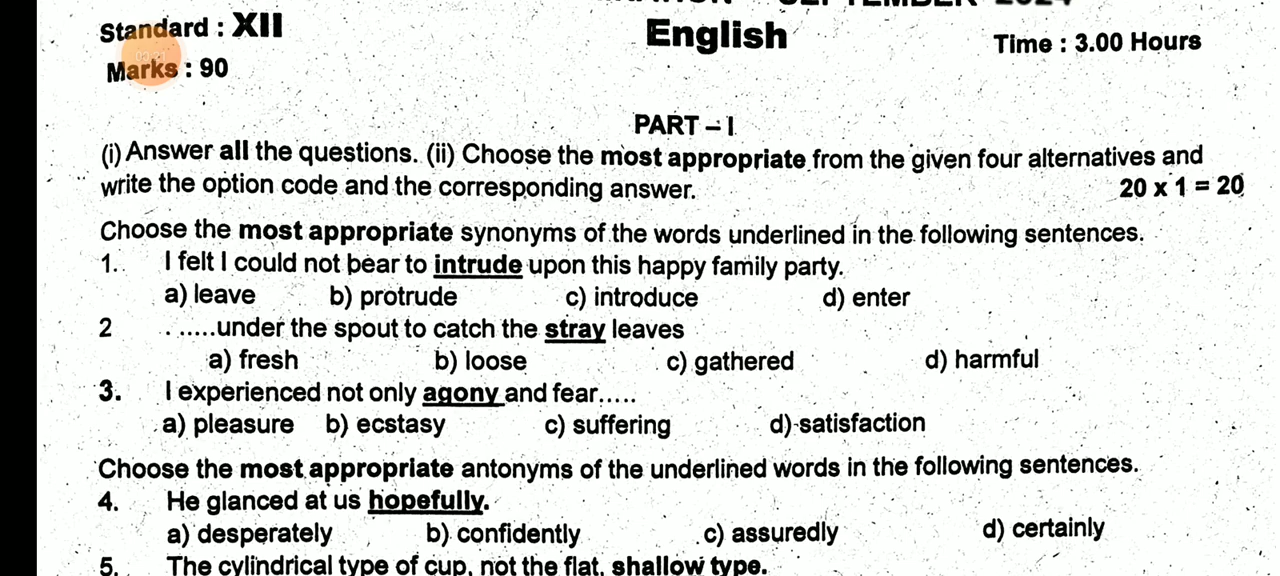 SEPTEMBER 2024
Standard : XII
English
Time : 3.00 Hours
Marks : 90
PART – I
(i) Answer all the questions. (ii) Choose the most appropriate from the given four alternatives and
write the option code and the corresponding answer. 20 x 1 = 20
Choose the most appropriate synonyms of the words underlined in the following sentences.
1. I felt I could not bear to intrude upon this happy family party.
a) leave b) protrude c) introduce d) enter
2 ......under the spout to catch the stray leaves
a) fresh b) loose c) gathered d) harmful
3. I experienced not only agony and fear.....
a) pleasure b) ecstasy c) suffering d) satisfaction
Choose the most appropriate antonyms of the underlined words in the following sentences.
4. He glanced at us hopefully.
a) desperately b) confidently c) assuredly d) certainly
5. The cylindrical type of cup, not the flat, shallow type.